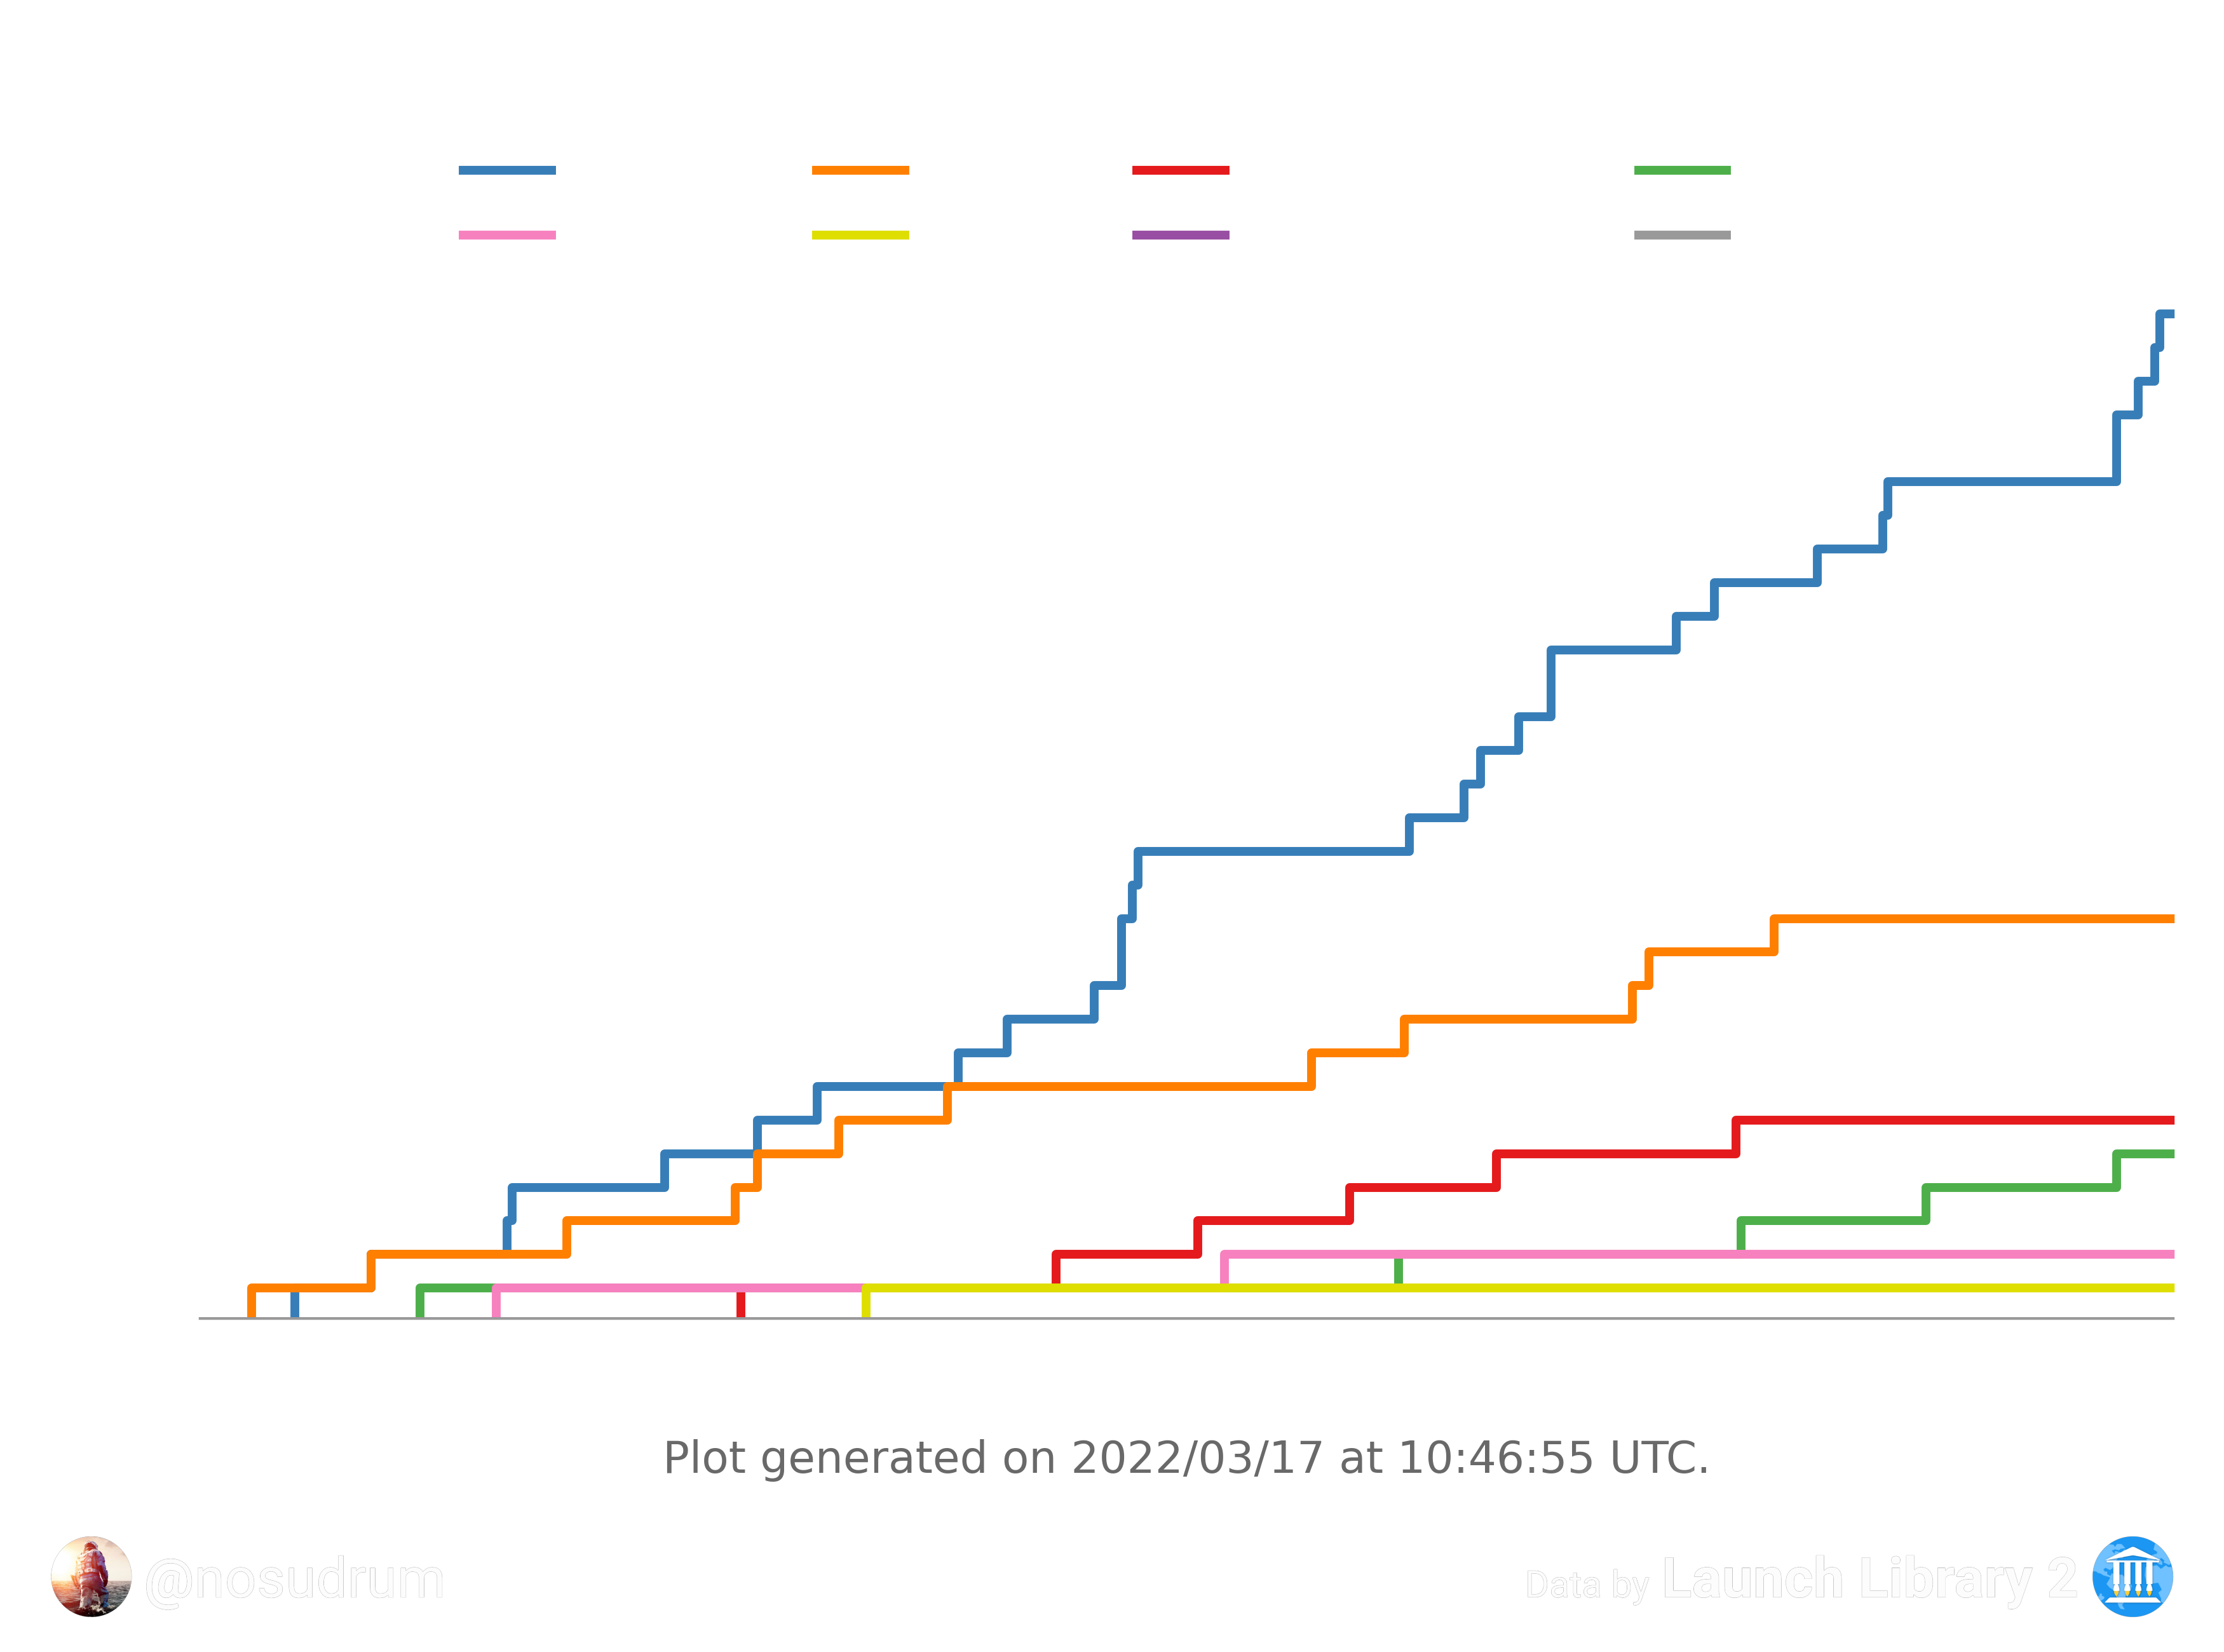 Plot generated on 2022/03/17 at 10:46:55 UTC.
@nosudrum
Data by Launch Library 2